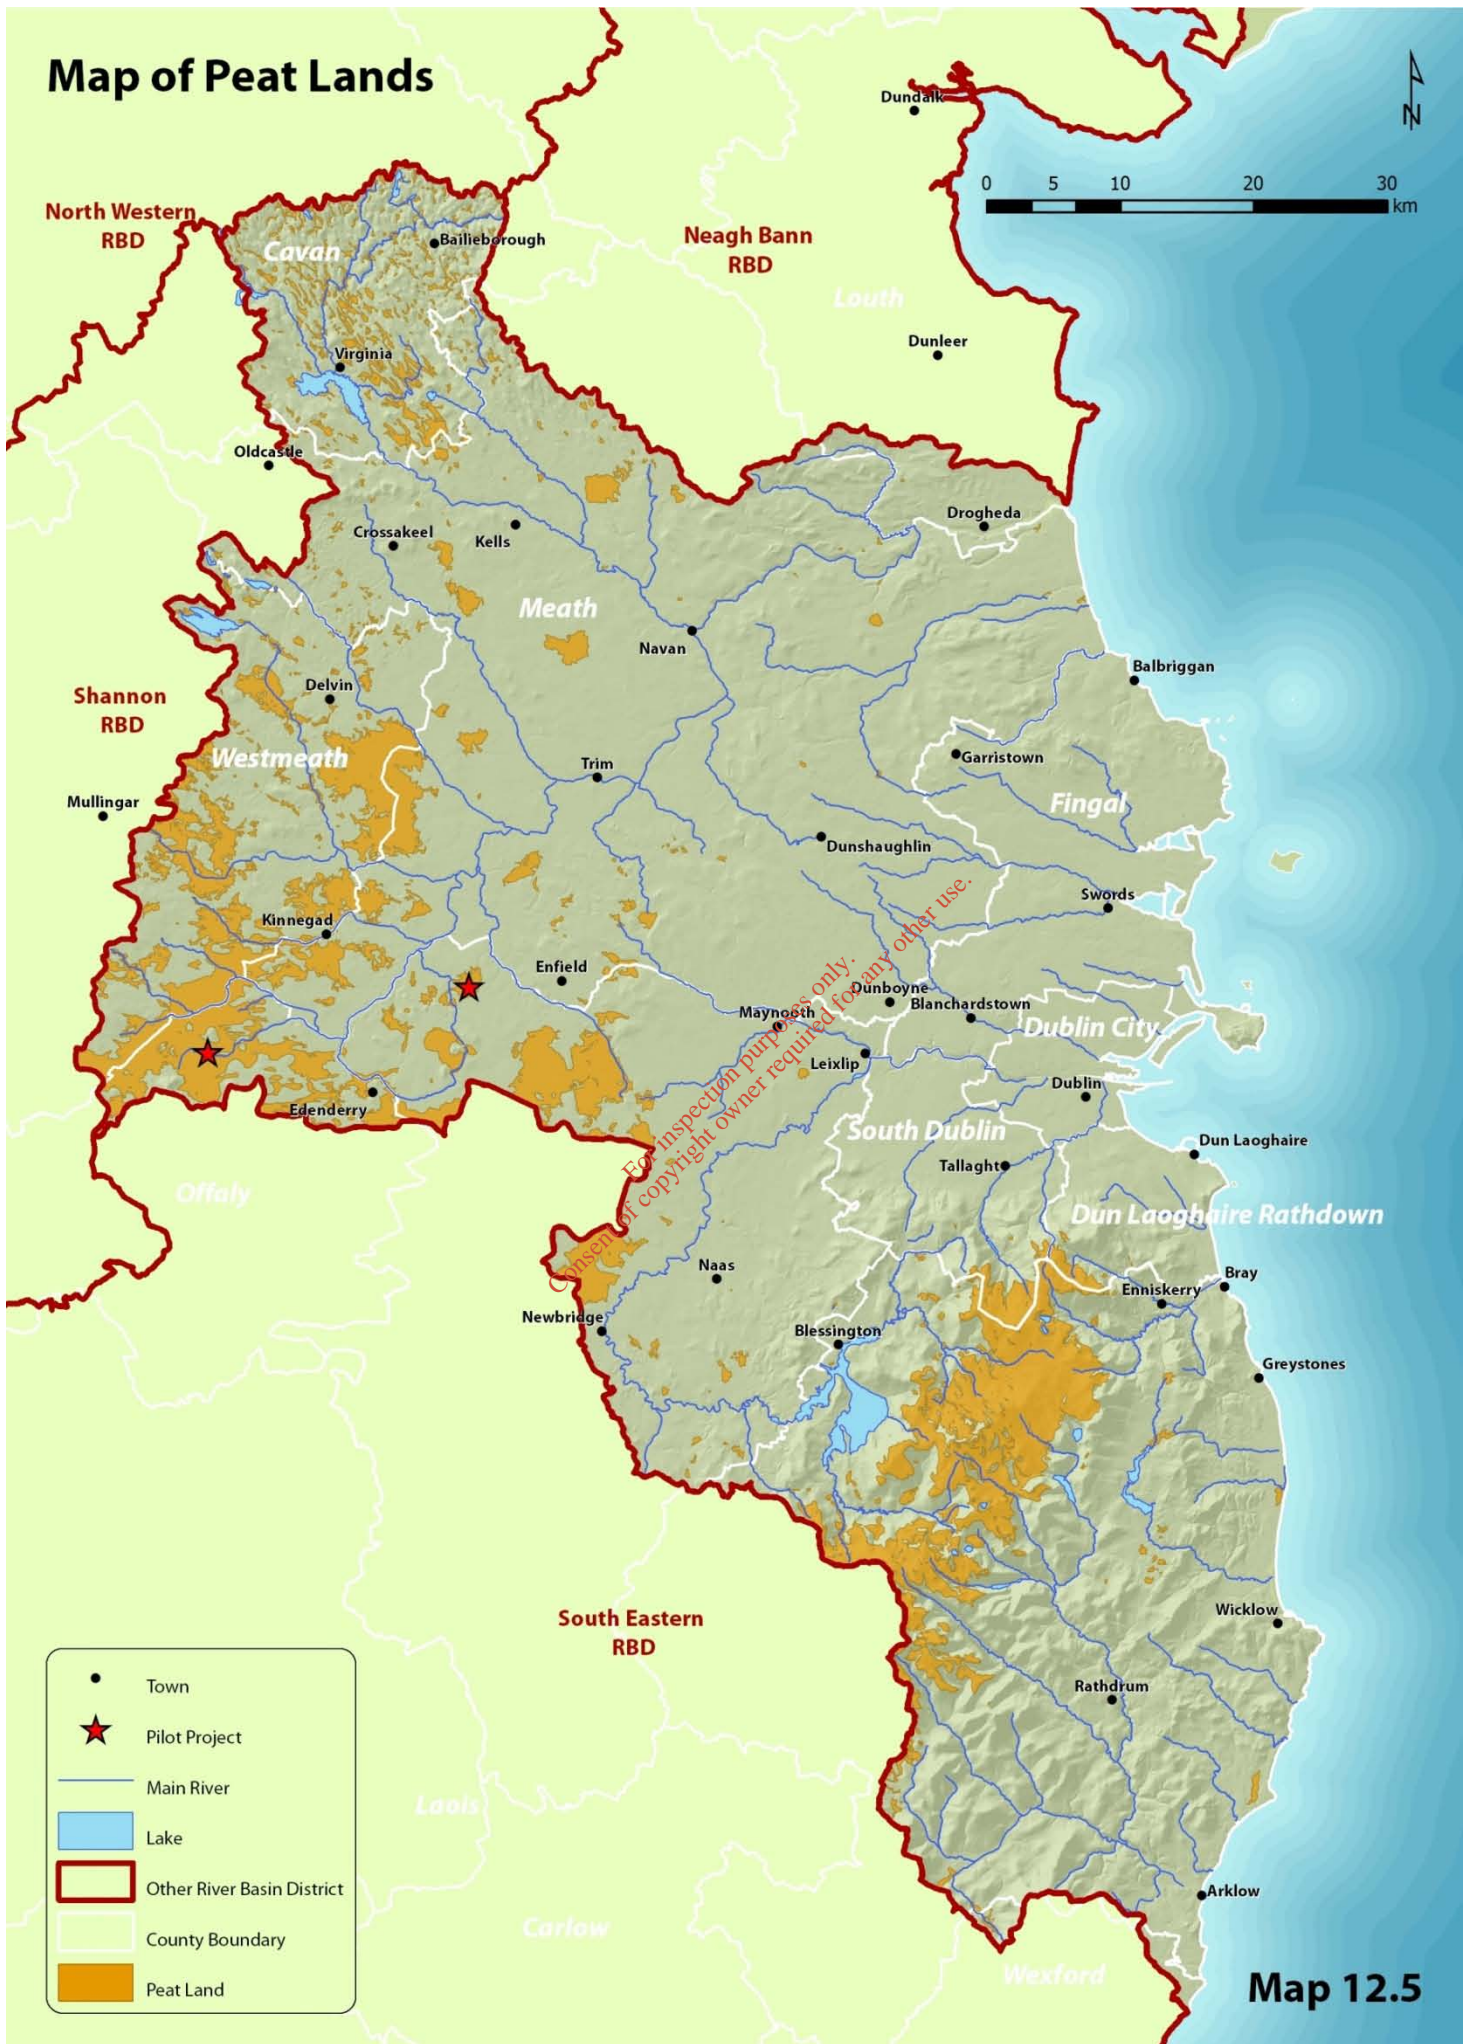 Map of Peat Lands
Dundalk
N
0 5 10 20 30
km
North Western
RBD
Cavan
Bailieborough
Neagh Bann
RBD
Louth
Dunleer
Virginia
Oldcastle
Drogheda
Crossakeel
Kells
Meath
Navan
Balbriggan
Shannon
RBD
Delvin
Westmeath
Garristown
Trim
Mullingar
Fingal
Dunshaughlin
Swords
Kinnegad
Enfield
Dunboyne
Blanchardstown
Maynooth
Dublin City
Leixlip
Dublin
Edenderry
South Dublin
Dun Laoghaire
Tallaght
Offaly
Dun Laoghaire Rathdown
Naas
Bray
Enniskerry
Newbridge
Blessington
Greystones
For inspection purposes only.
Consent of copyright owner required for any other use.
South Eastern
RBD
Wicklow
Rathdrum
Laois
Arklow
Carlow
Wexford
Town
Pilot Project
Main River
Lake
Other River Basin District
County Boundary
Peat Land
Map 12.5